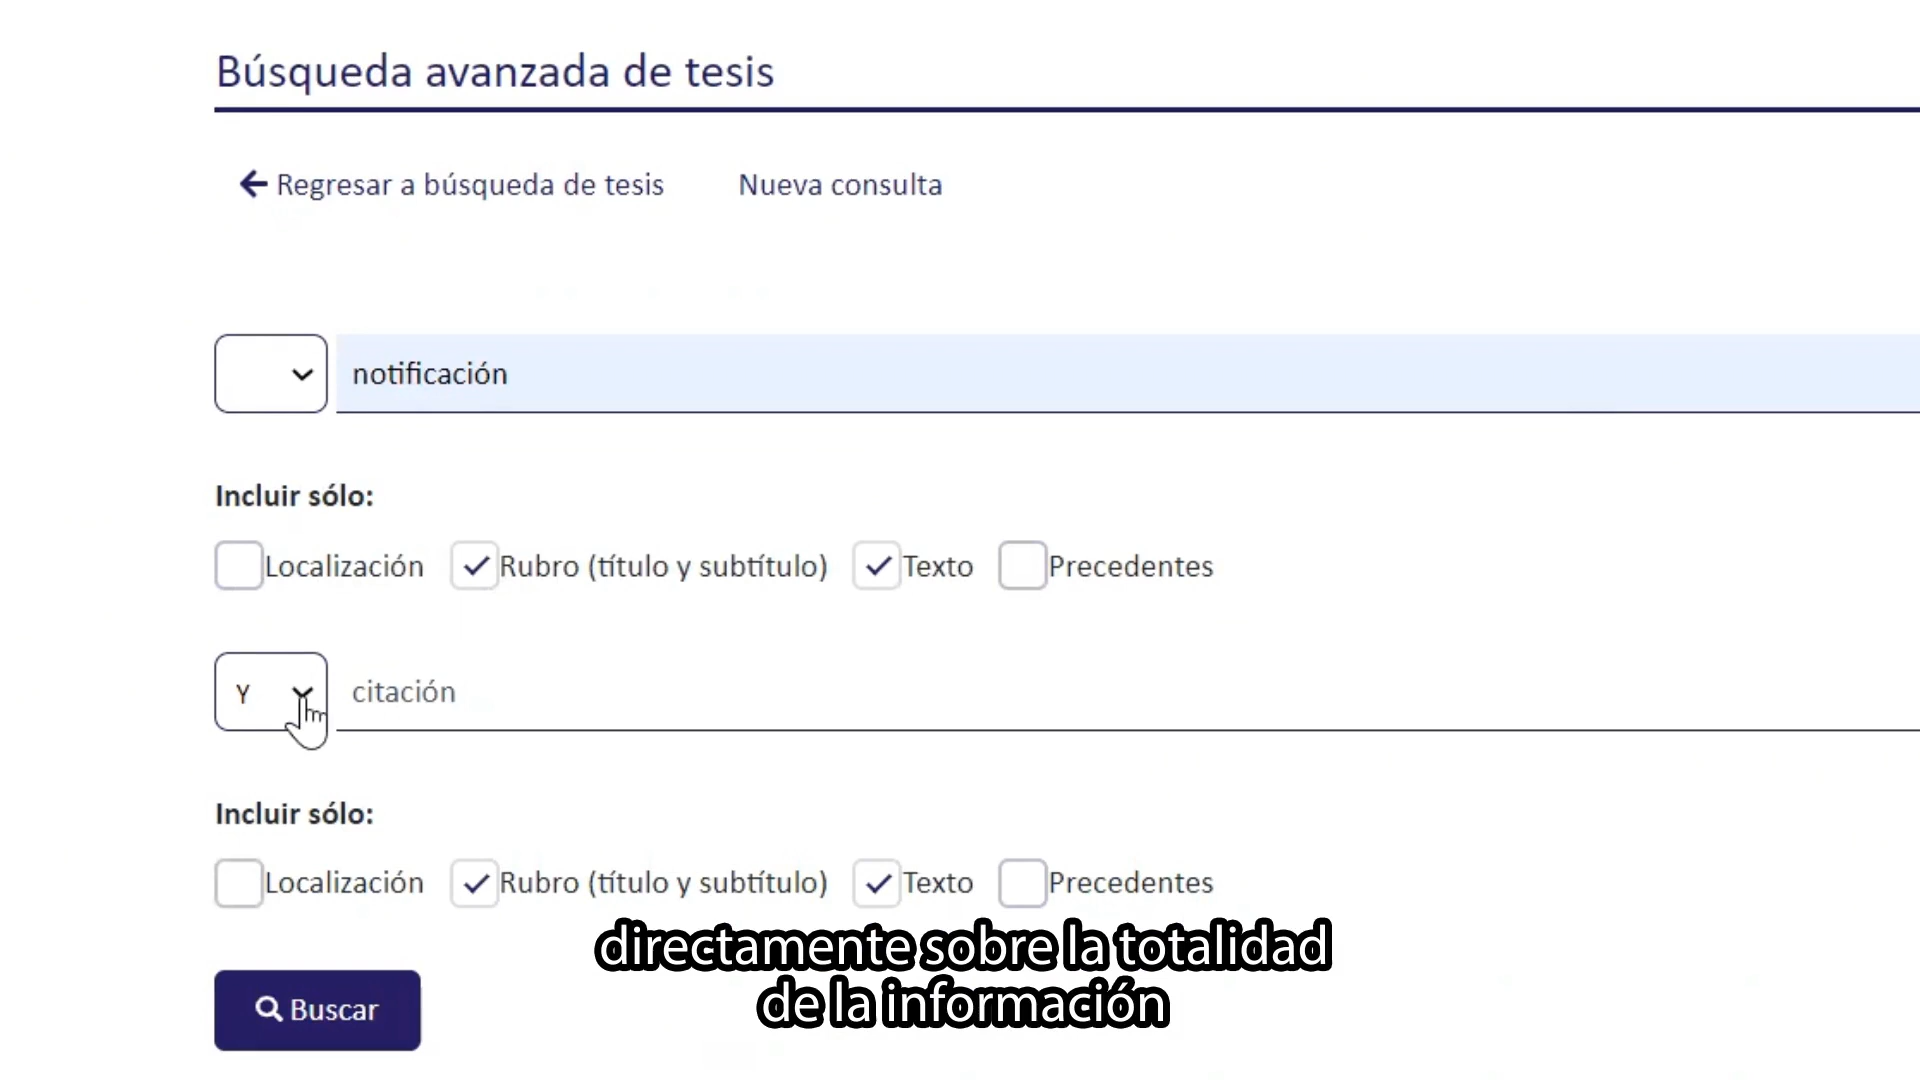 Búsqueda avanzada de tesis
Regresar a búsqueda de tesis Nueva consulta
notificación
Incluir sólo:
Localización Rubro (título y subtítulo) Texto Precedentes
Y citación
Incluir sólo:
Localización Rubro (título y subtítulo) Texto Precedentes
directamente sobre la totalidad
de la información
Buscar